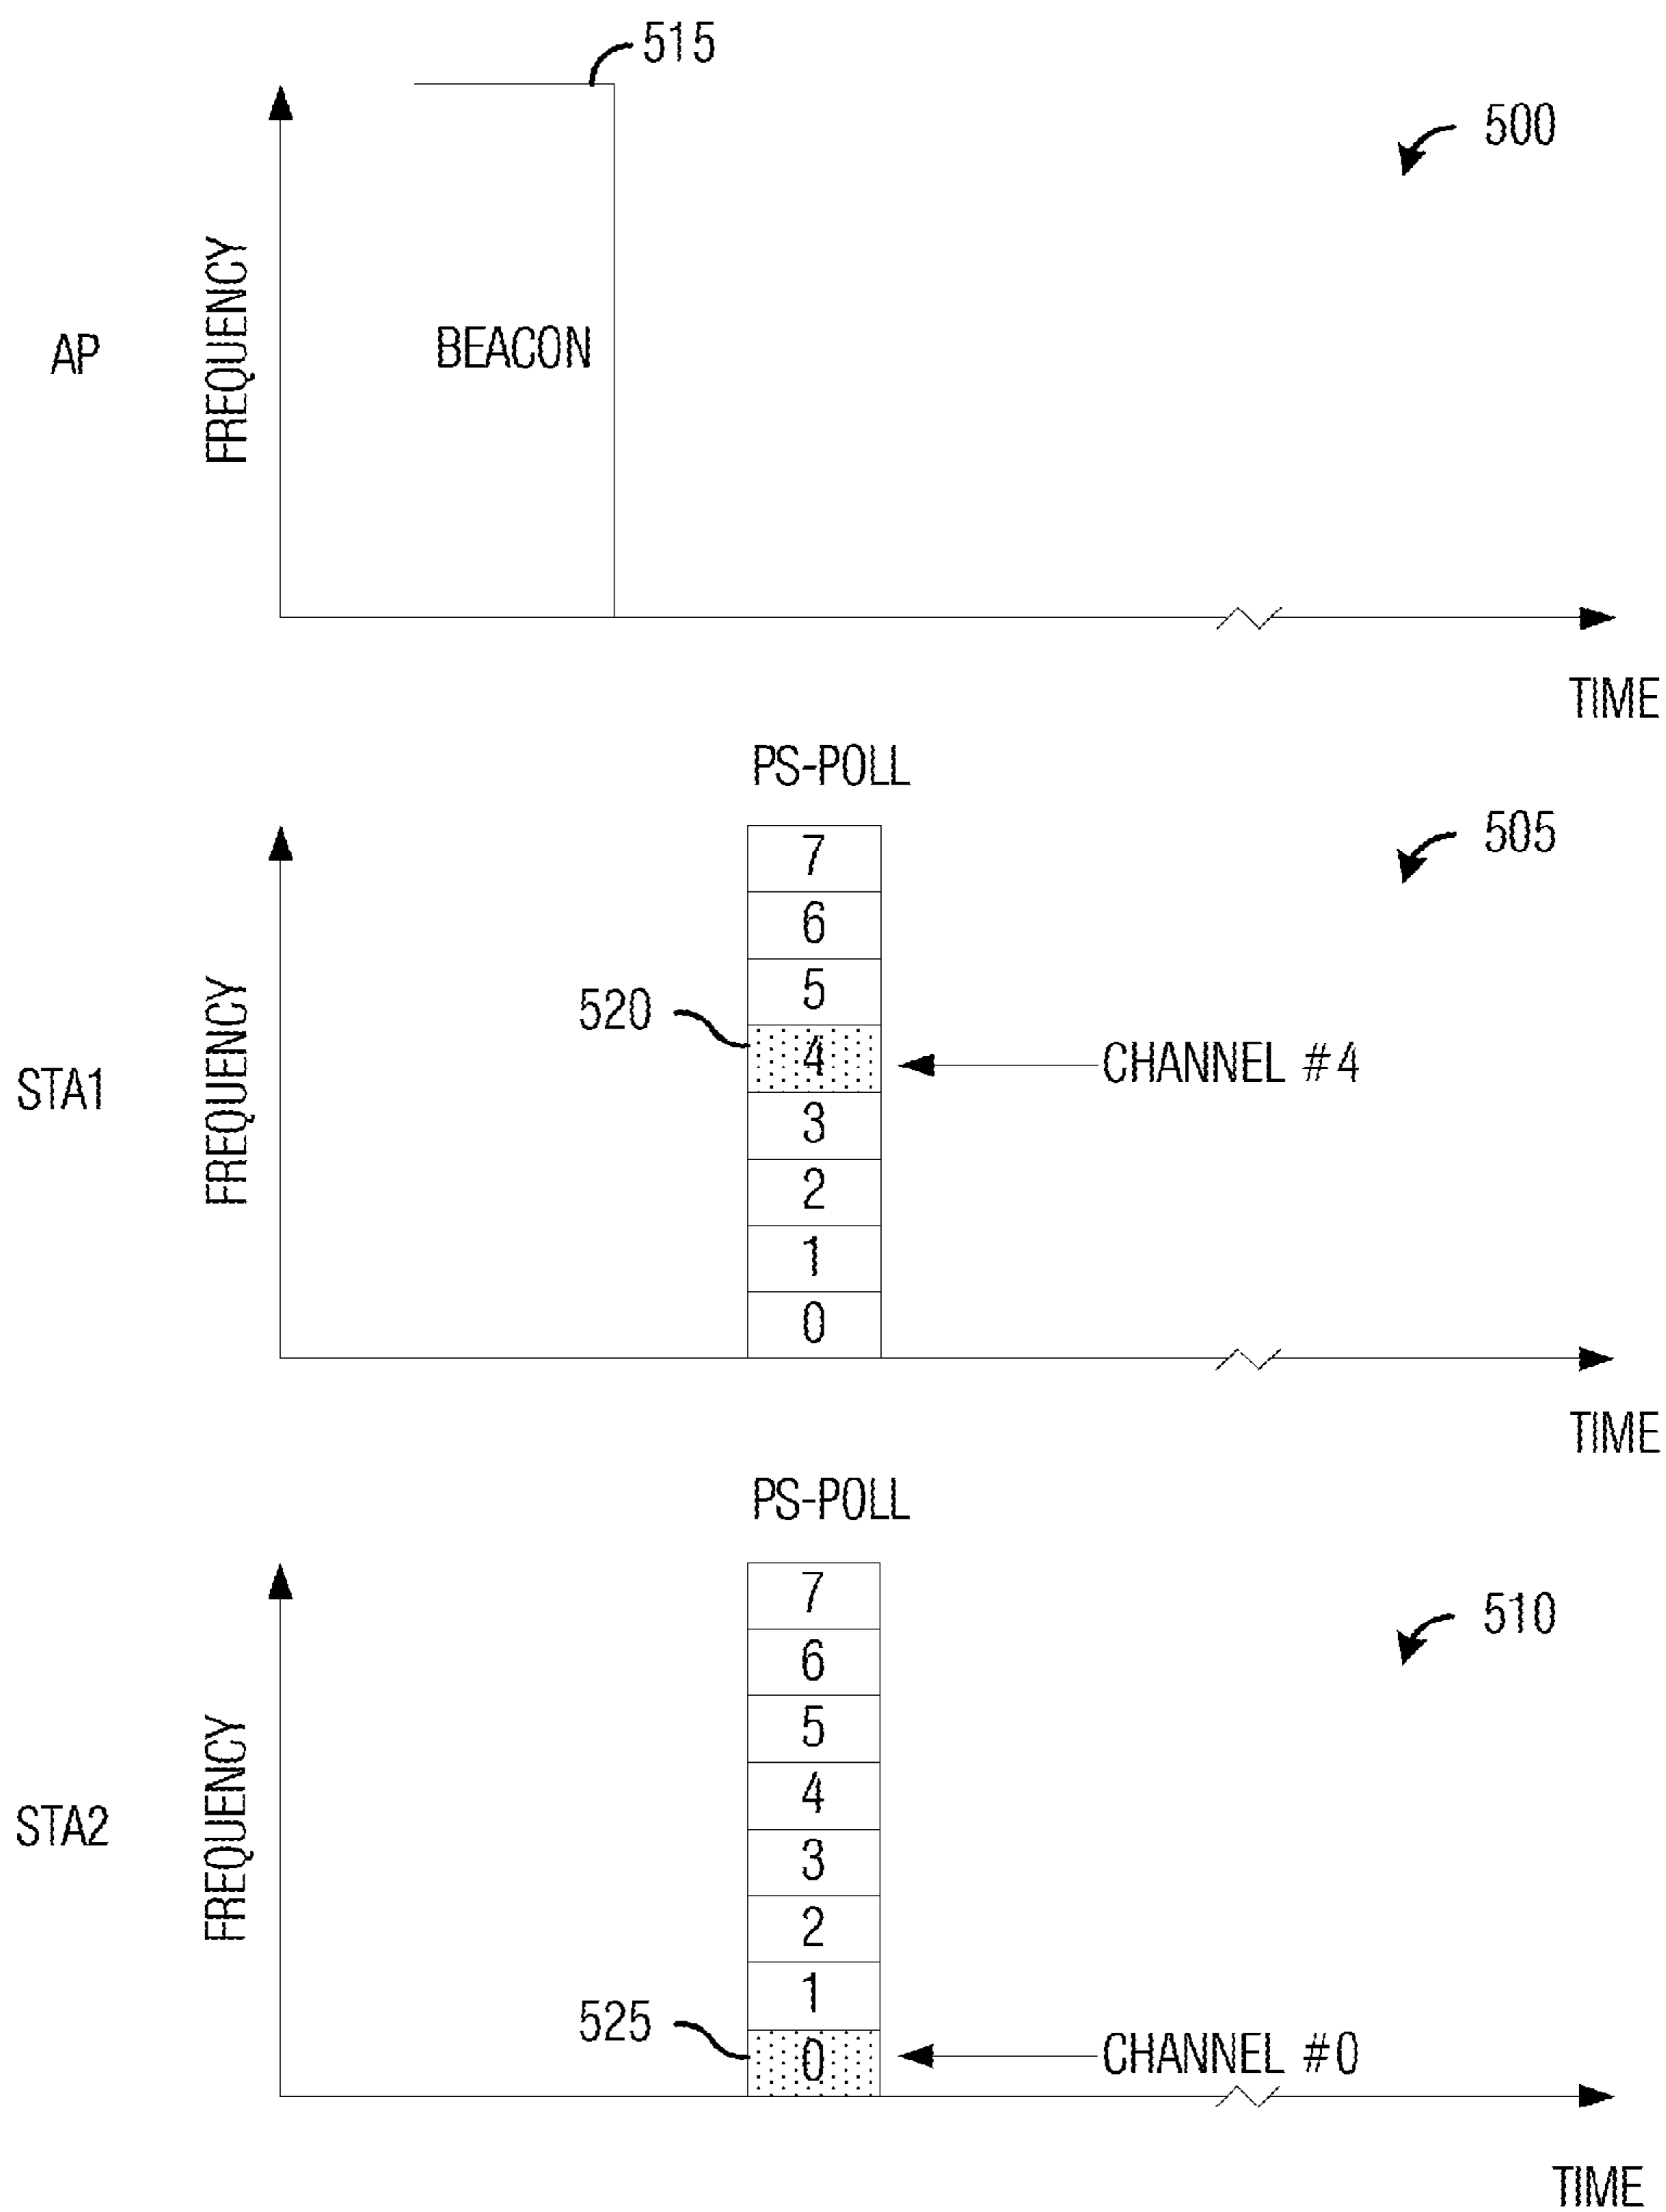 515
500
FREQUENCY
AP
BEACON
TIME
PS-POLL
505
7
6
5
520
4
CHANNEL #4
FREQUENCY
STA1
3
2
1
0
TIME
PS-POLL
510
7
6
5
4
FREQUENCY
STA2
3
2
1
525
0
CHANNEL #0
TIME